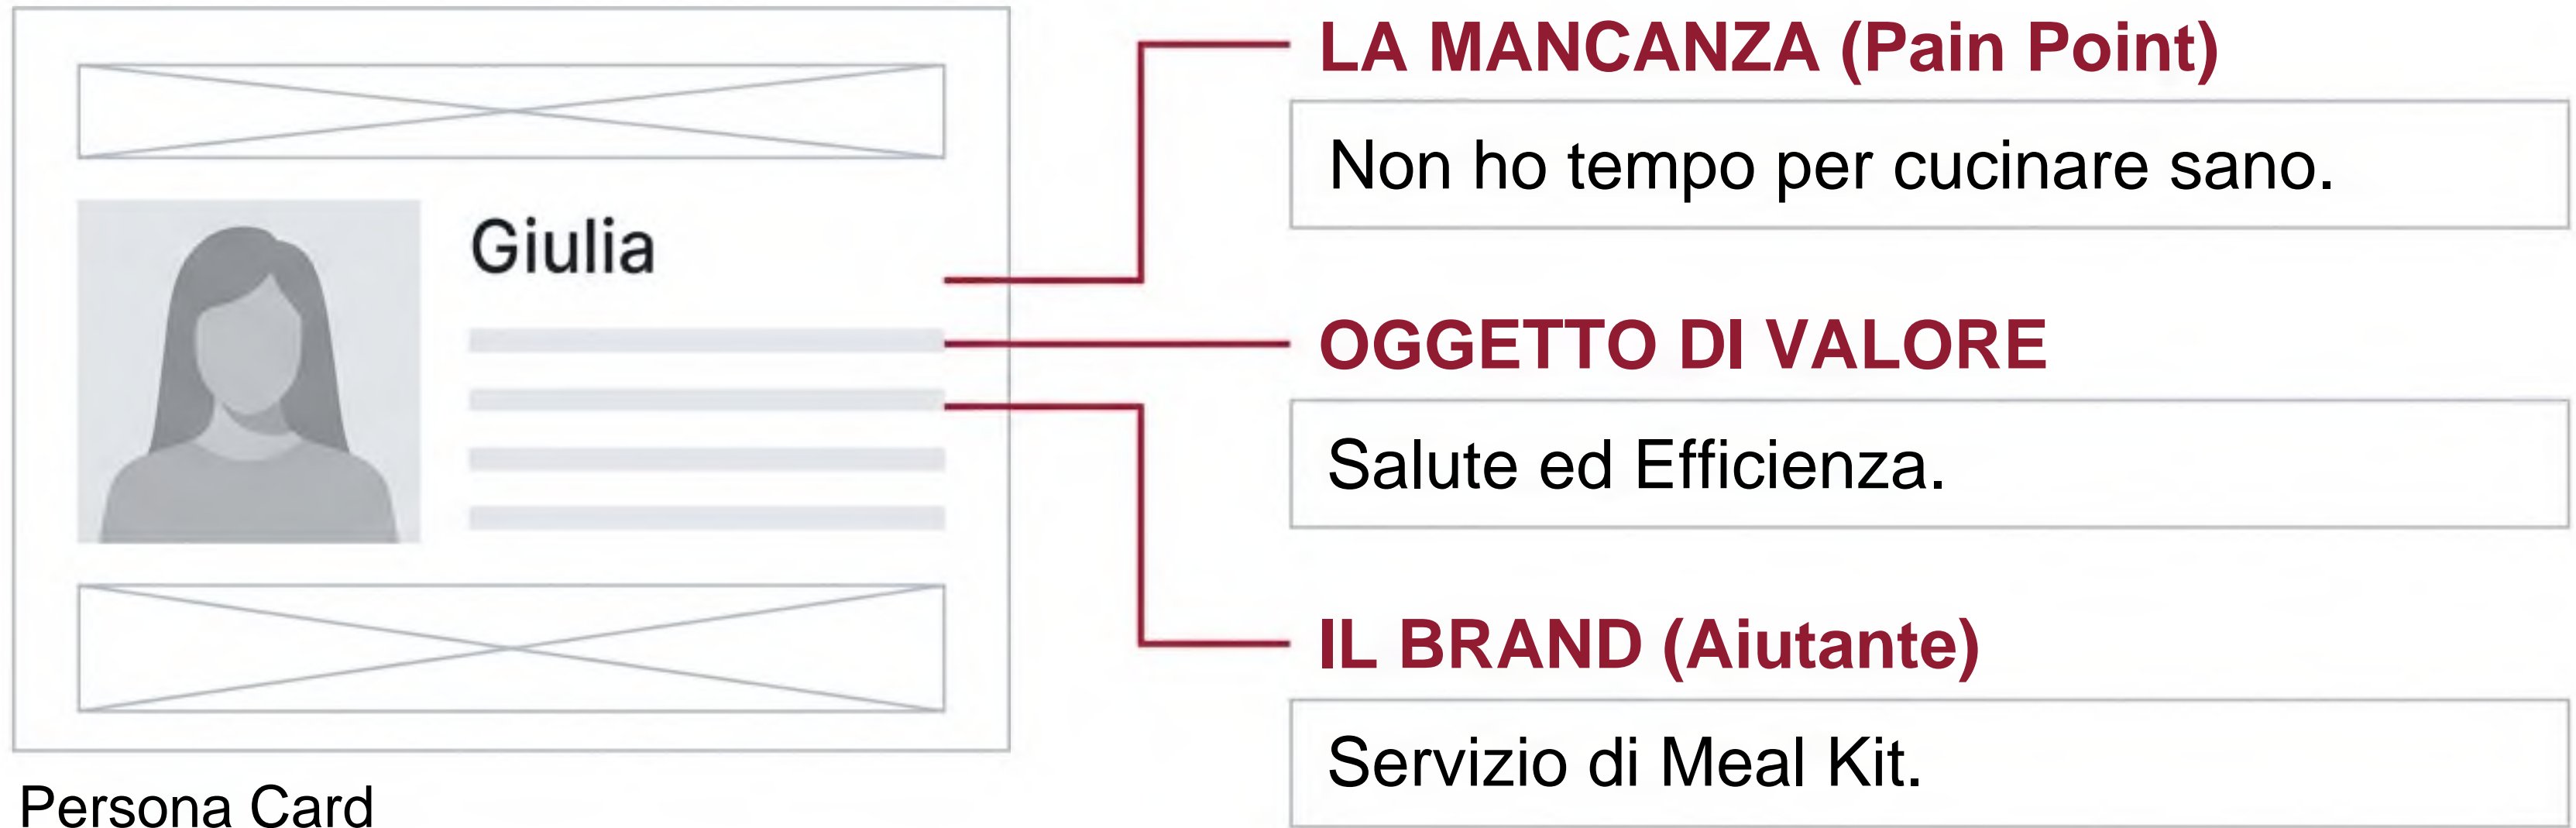 Giulia
Persona Card
LA MANCANZA (Pain Point)
Non ho tempo per cucinare sano.
OGGETTO DI VALORE
Salute ed Efficienza.
IL BRAND (Aiutante)
Servizio di Meal Kit.